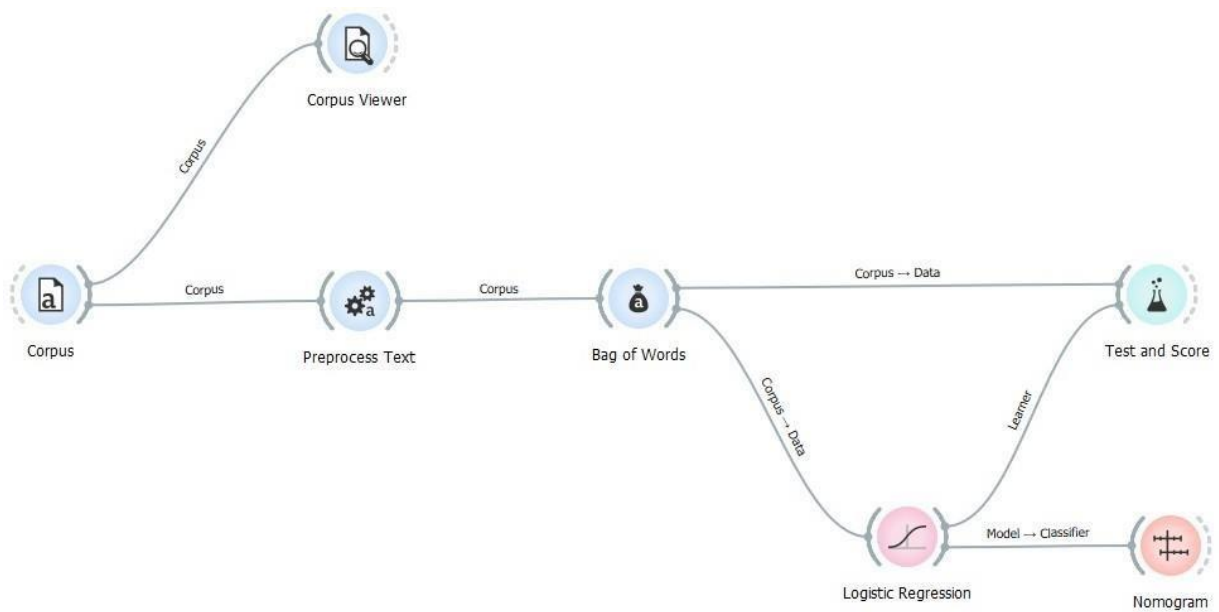 Corpus Viewer
Corpus
Corpus
Corpus
Corpus → Data
Corpus
Preprocess Text
Bag of Words
Test and Score
Corpus → Data
Learner
Model → Classifier
Logistic Regression
Nomogram